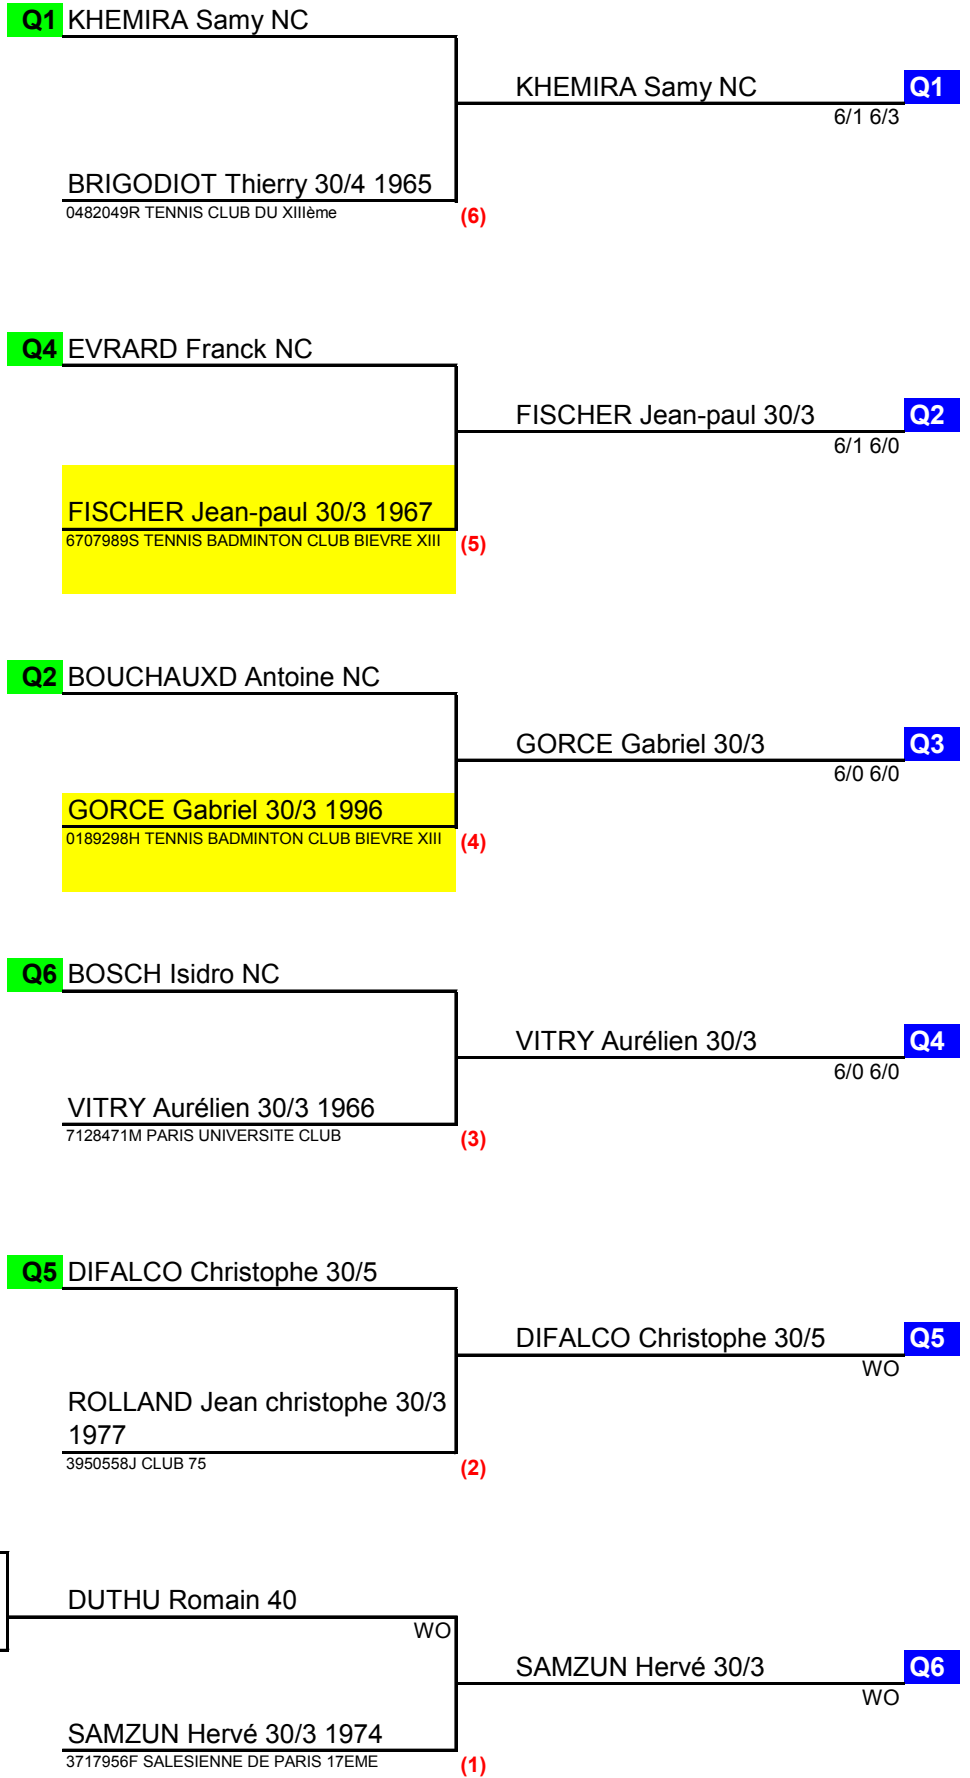 Q1 KHEMIRA Samy NC
KHEMIRA Samy NC Q1
6/1 6/3
BRIGODIOT Thierry 30/4 1965
0482049R TENNIS CLUB DU XIIIème
(6)
Q4 EVRARD Franck NC
FISCHER Jean-paul 30/3 Q2
6/1 6/0
FISCHER Jean-paul 30/3 1967
6707989S TENNIS BADMINTON CLUB BIEVRE XIII
(5)
Q2 BOUCHAUXD Antoine NC
GORCE Gabriel 30/3 Q3
6/0 6/0
GORCE Gabriel 30/3 1996
0189298H TENNIS BADMINTON CLUB BIEVRE XIII
(4)
Q6 BOSCH Isidro NC
VITRY Aurélien 30/3 Q4
6/0 6/0
VITRY Aurélien 30/3 1966
7128471M PARIS UNIVERSITE CLUB
(3)
Q5 DIFALCO Christophe 30/5
DIFALCO Christophe 30/5 Q5
WO
ROLLAND Jean christophe 30/3
1977
3950558J CLUB 75
(2)
DUTHU Romain 40
WO
SAMZUN Hervé 30/3 Q6
WO
SAMZUN Hervé 30/3 1974
3717956F SALESIENNE DE PARIS 17EME
(1)